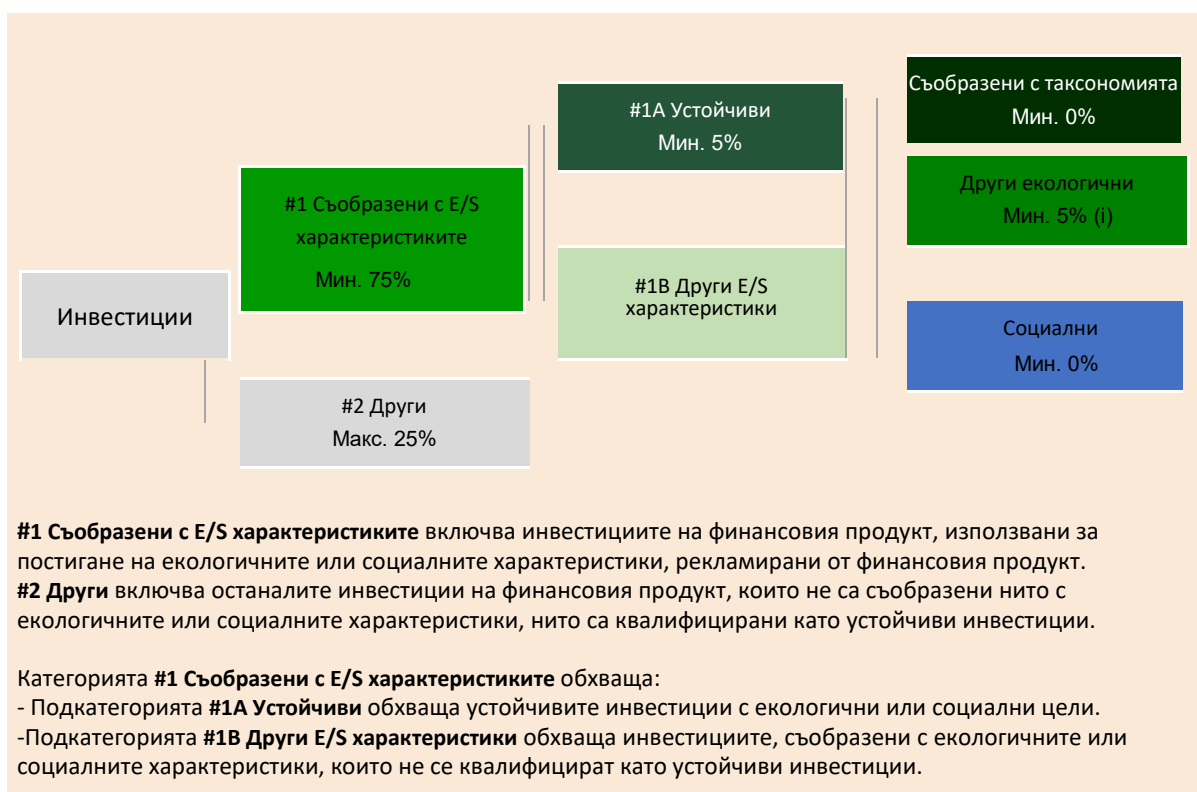 Инвестиции
#1 Съобразени с E/S
характеристиките
Мин. 75%
#2 Други
Макс. 25%
#1A Устойчиви
Мин. 5%
#1B Други E/S
характеристики
Съобразени с таксономията
Мин. 0%
Други екологични
Мин. 5% (i)
Социални
Мин. 0%
#1 Съобразени с E/S характеристиките включва инвестициите на финансовия продукт, използвани за
постигане на екологичните или социалните характеристики, рекламирани от финансовия продукт.
#2 Други включва останалите инвестиции на финансовия продукт, които не са съобразени нито с
екологичните или социалните характеристики, нито са квалифицирани като устойчиви инвестиции.
Категорията #1 Съобразени с E/S характеристиките обхваща:
- Подкатегорията #1A Устойчиви обхваща устойчивите инвестиции с екологични или социални цели.
-Подкатегорията #1B Други E/S характеристики обхваща инвестициите, съобразени с екологичните или
социалните характеристики, които не се квалифицират като устойчиви инвестиции.